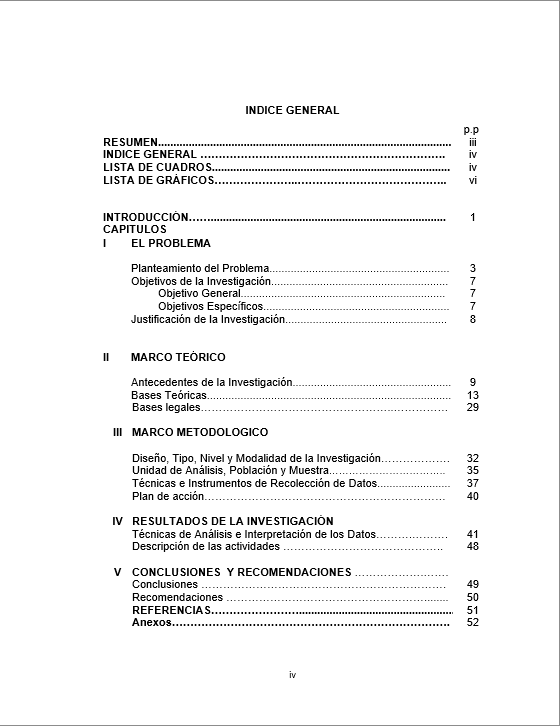 INDICE GENERAL
p.p
RESUMEN.......................................................................................... iii
INDICE GENERAL ………………………………………………………. iv
LISTA DE CUADROS........................................................................ iv
LISTA DE GRÁFICOS……………………………………………….. vi
INTRODUCCIÓN…......................................................................... 1
CAPITULOS
I EL PROBLEMA
Planteamiento del Problema........................................................... 3
Objetivos de la Investigación.......................................................... 7
Objetivo General.................................................................... 7
Objetivos Específicos............................................................. 7
Justificación de la Investigación..................................................... 8
II MARCO TEÓRICO
Antecedentes de la Investigación................................................... 9
Bases Teóricas............................................................................... 13
Bases legales……………………………………………………… 29
III MARCO METODOLOGICO
Diseño, Tipo, Nivel y Modalidad de la Investigación………………. 32
Unidad de Análisis, Población y Muestra………………………….. 35
Técnicas e Instrumentos de Recolección de Datos........................ 37
Plan de acción……………………………………………………… 40
IV RESULTADOS DE LA INVESTIGACIÓN
Técnicas de Análisis e Interpretación de los Datos………………. 41
Descripción de las actividades ………………………………….. 48
V CONCLUSIONES Y RECOMENDACIONES …………………….
Conclusiones ……………………………………………………… 49
Recomendaciones ………………………………………………... 50
REFERENCIAS………………….................................................. 51
Anexos……………………………………………………………. 52
iv